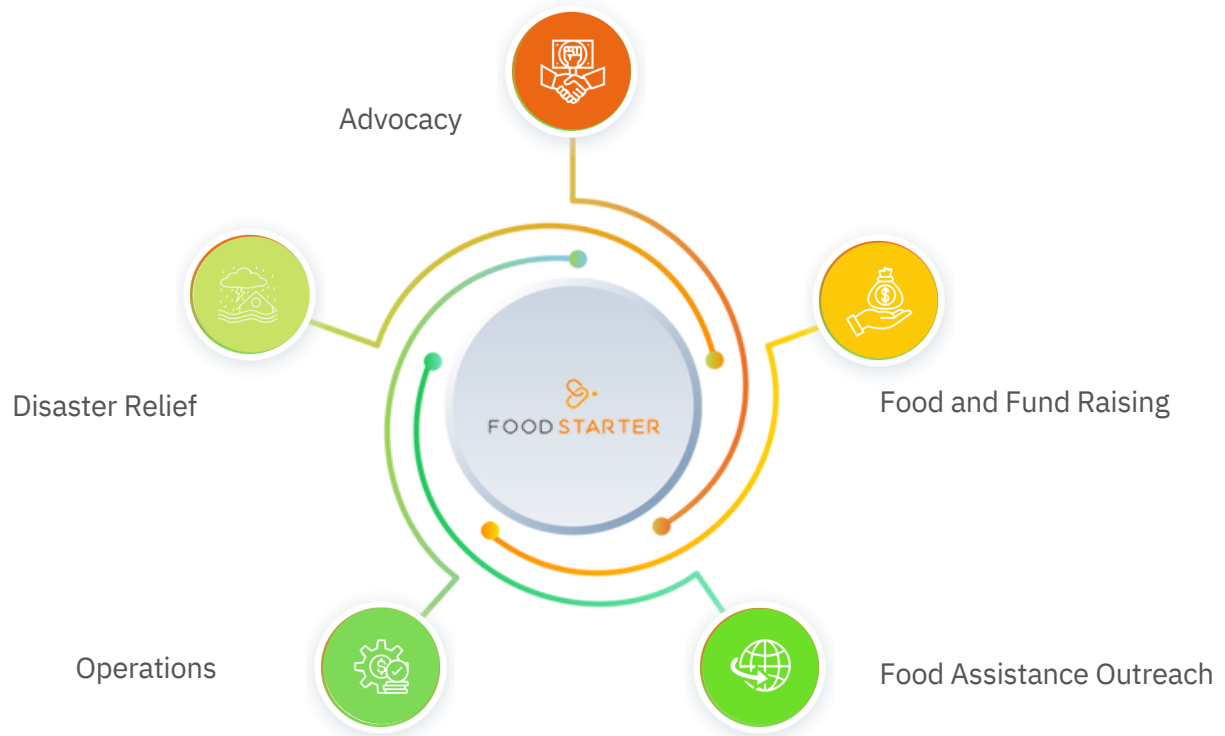 Advocacy
Disaster Relief
Food and Fund Raising
FOOD STARTER
Operations
Food Assistance Outreach